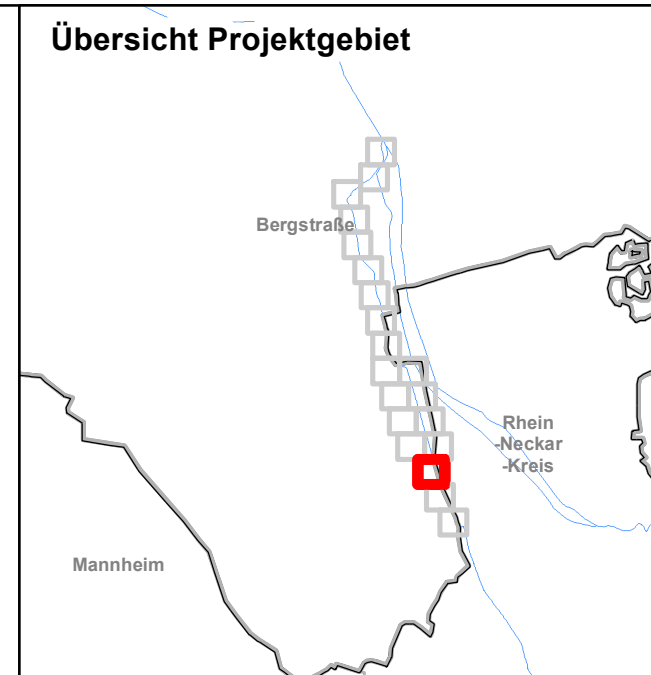 Übersicht Projektgebiet
Bergstraße
Rhein
-Neckar
-Kreis
Mannheim